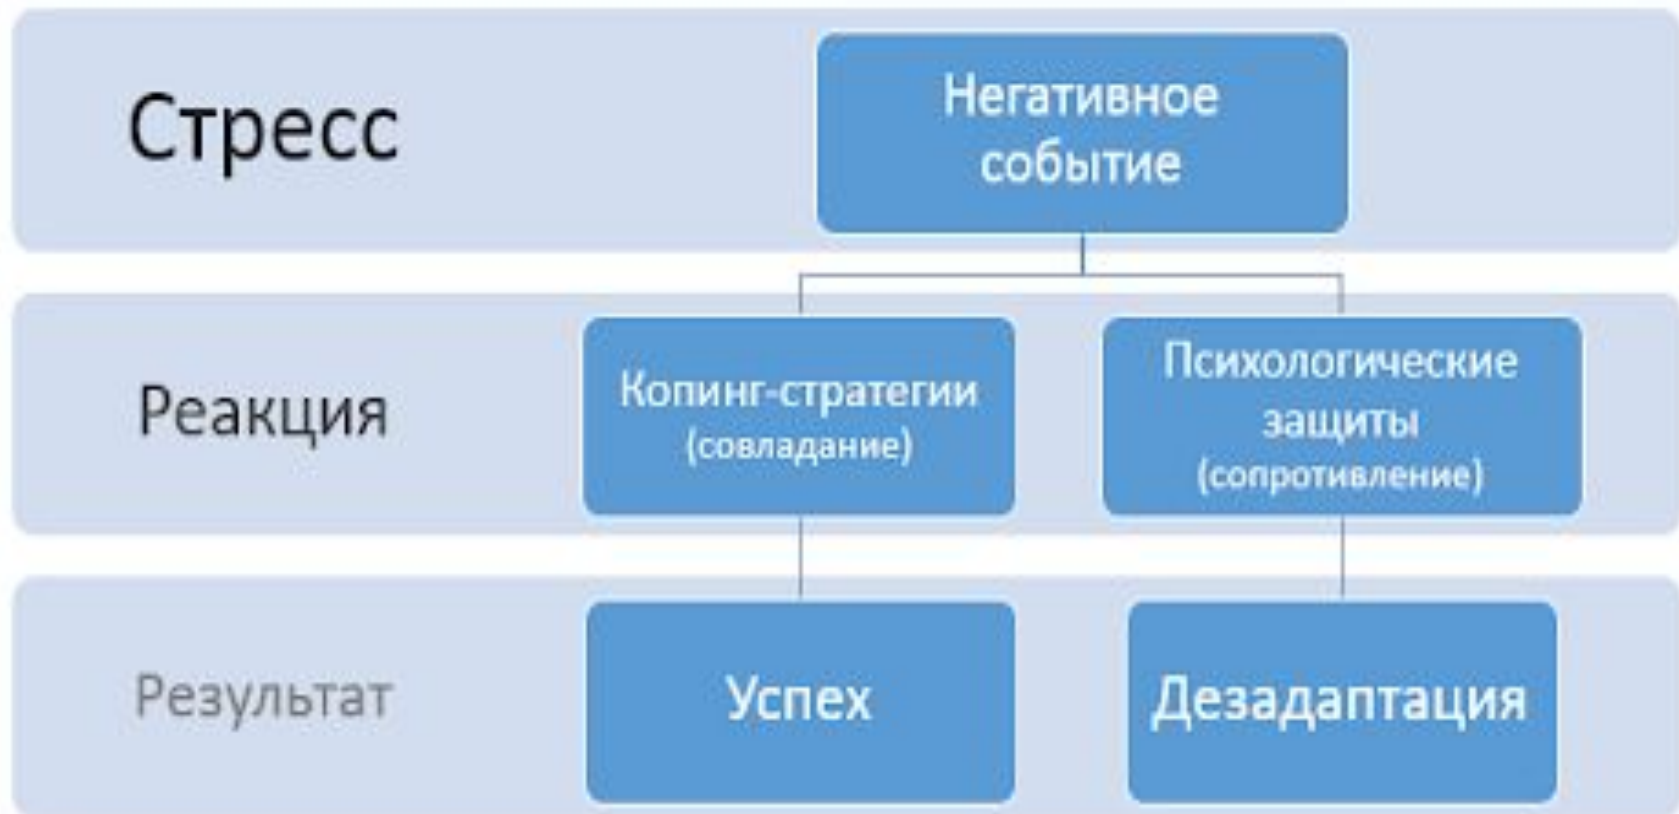 Стресс
Негативное
событие
Реакция
Копинг-стратегии
(совладание)
Психологические
защиты
(сопротивление)
Результат
Успех
Дезадаптация